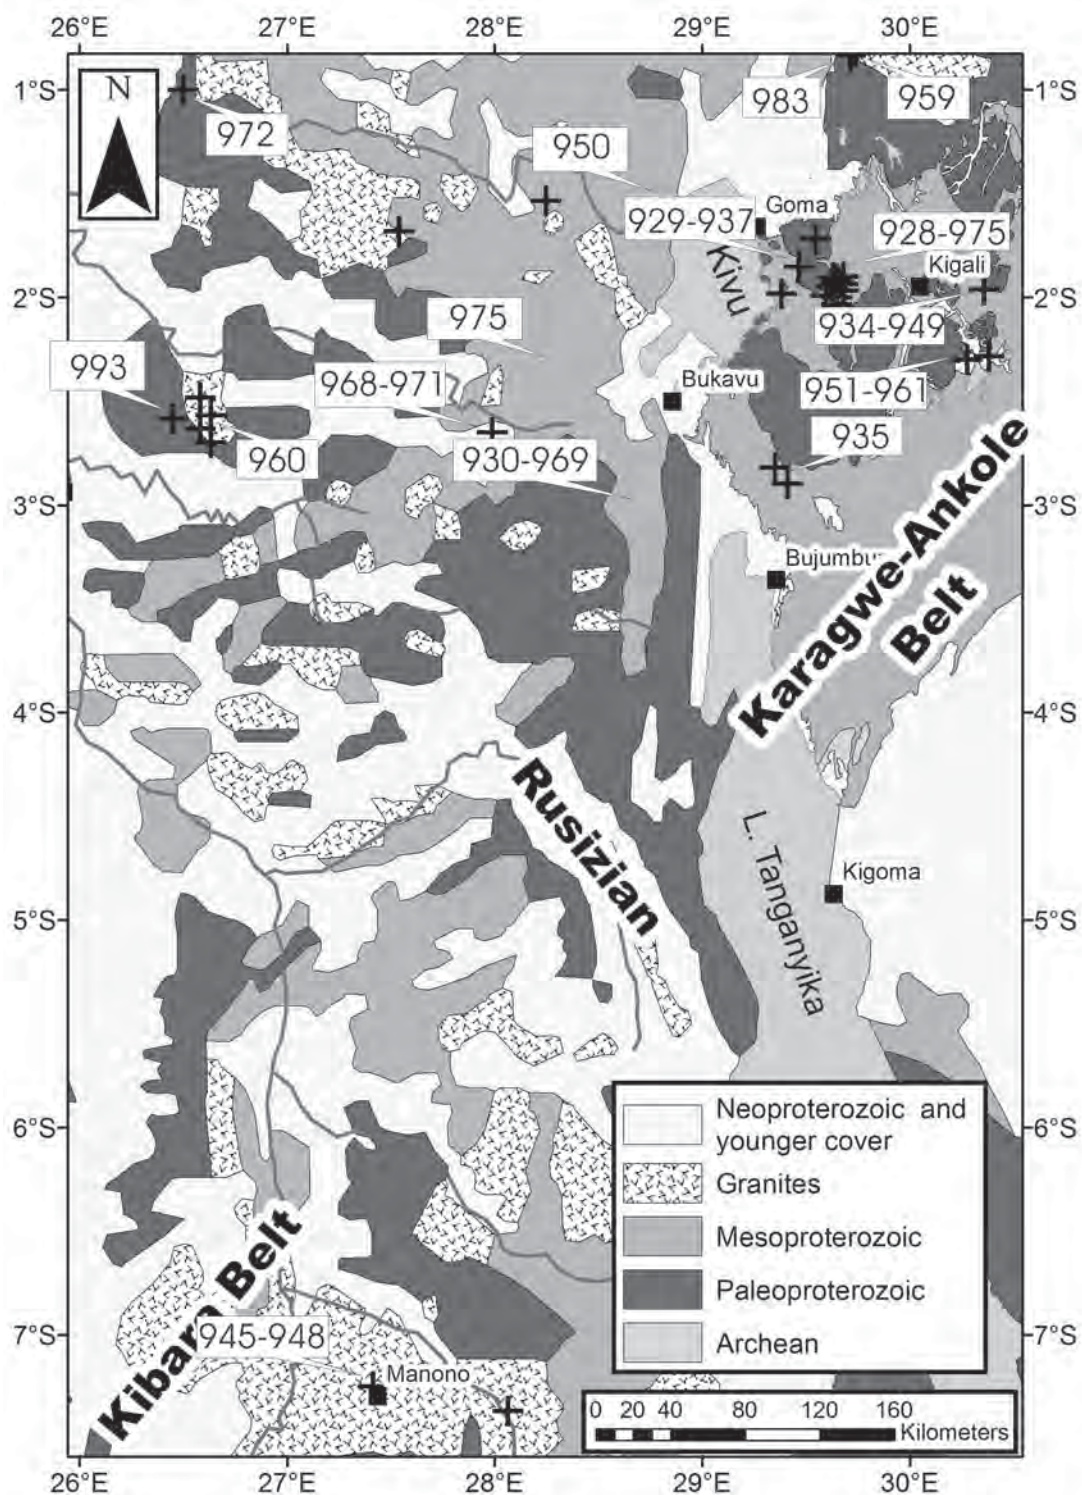 26°E 27°E 28°E 29°E 30°E
1°S
1°S
N
983
959
972
950
Goma
929-937
928-975
Kivu
Kigali
2°S
2°S
975
934-949
993
968-971
Bukavu
951-961
935
960
930-969
3°S
3°S
Bujumbu
Karagwe-Ankole
Belt
4°S
4°S
Rusizian
L. Tanganyika
Kigoma
5°S
5°S
Neoproterozoic and
younger cover
6°S
6°S
Granites
Mesoproterozoic
Kibara Belt
Paleoproterozoic
7°S
7°S
945-948
Archean
Manono
0 20 40 80 120 160
Kilometers
26°E 27°E 28°E 29°E 30°E